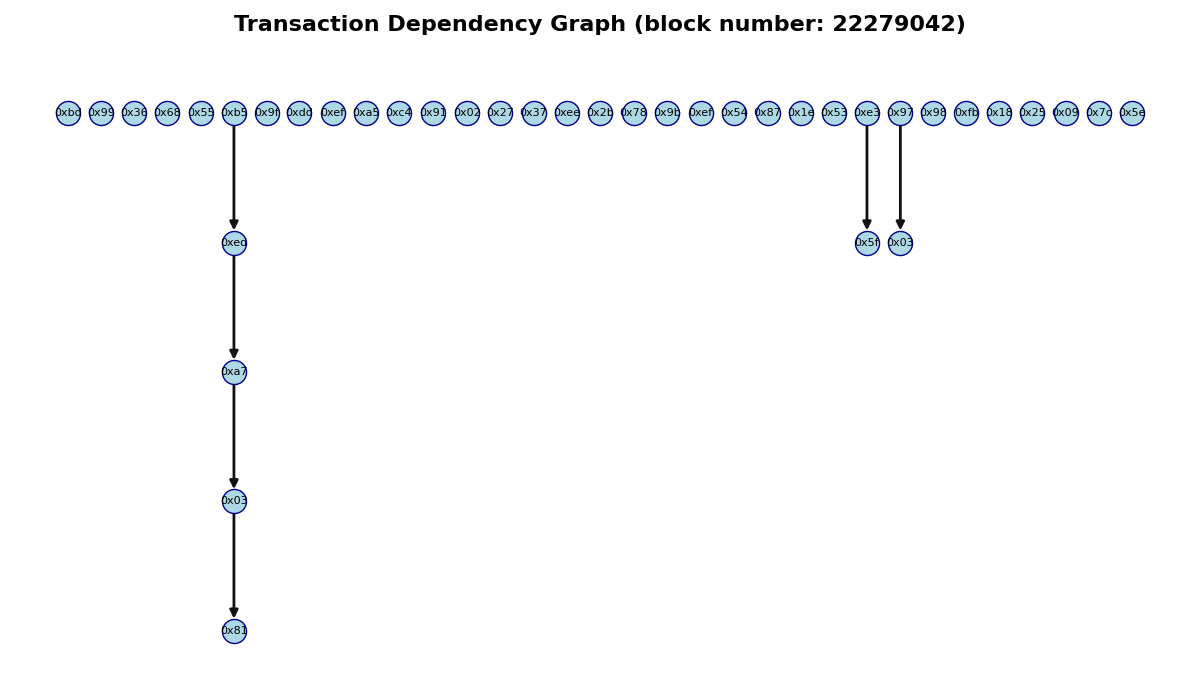 Transaction Dependency Graph (block number: 22279042)
0xbd 0x99 0x36 0x68 0x55 0xb5 0x9f 0xdd 0xef 0xa5 0xc4 0x91 0x02 0x27 0x37 0xee 0x2b 0x78 0x9b 0xef 0x54 0x87 0x1e 0x53 0xe3 0x97 0x98 0xfb 0x18 0x25 0x09 0x7c 0x5e
0x5f 0x03
0xa7
0x03
0x81